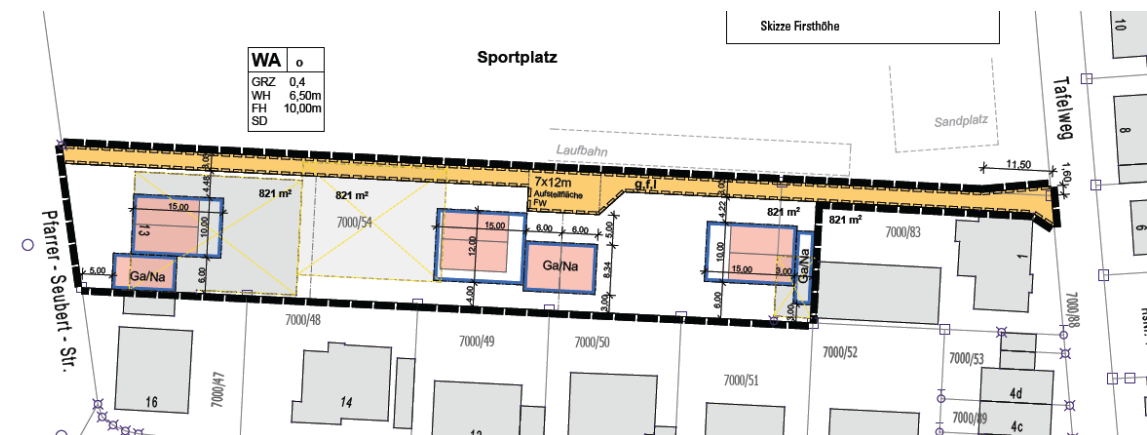 Skizze Firsthöhe
Sportplatz
WA o
GRZ 0,4
WH 6,50m
FH 10,00m
SD
Tafelweg
10
8
6
Sandplatz
Laufbahn
11.50
1.60
3.00
4.48
821 m²
821 m²
7x12m
Aufstellfläche
FW
g,f,l
3.00
4.22
821 m²
821 m²
7000/54
7000/83
15.00
10.00
13
15.00
12.00
6.00
6.00
5.00
10.00
15.00
3.00
Ga/Na
1
Pfarrer - Seubert - Str.
5.00
Ga/Na
6.00
4.00
Ga/Na
8.34
3.00
6.00
3.00
7000/88
7000/48
7000/49
7000/50
7000/51
7000/52
7000/53
7000/47
7000/89
16
14
4d
4c